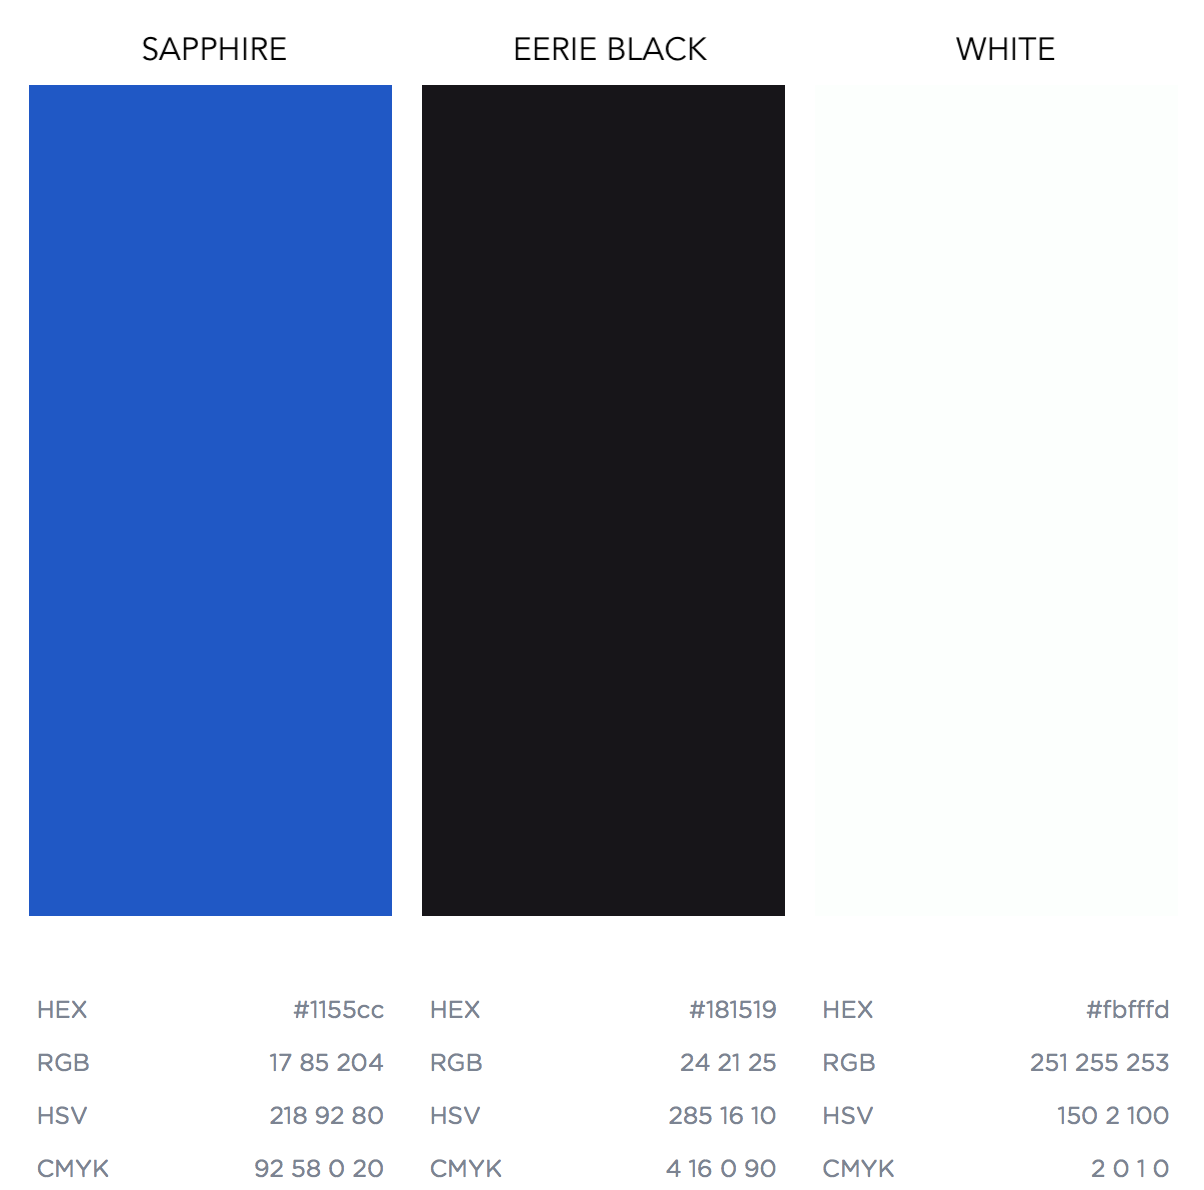 SAPPHIRE
EERIE BLACK
WHITE
HEX #1155cc
RGB 17 85 204
HSV 218 92 80
CMYK 92 58 0 20
HEX #181519
RGB 24 21 25
HSV 285 16 10
CMYK 4 16 0 90
HEX #fbfffd
RGB 251 255 253
HSV 150 2 100
CMYK 2 0 1 0